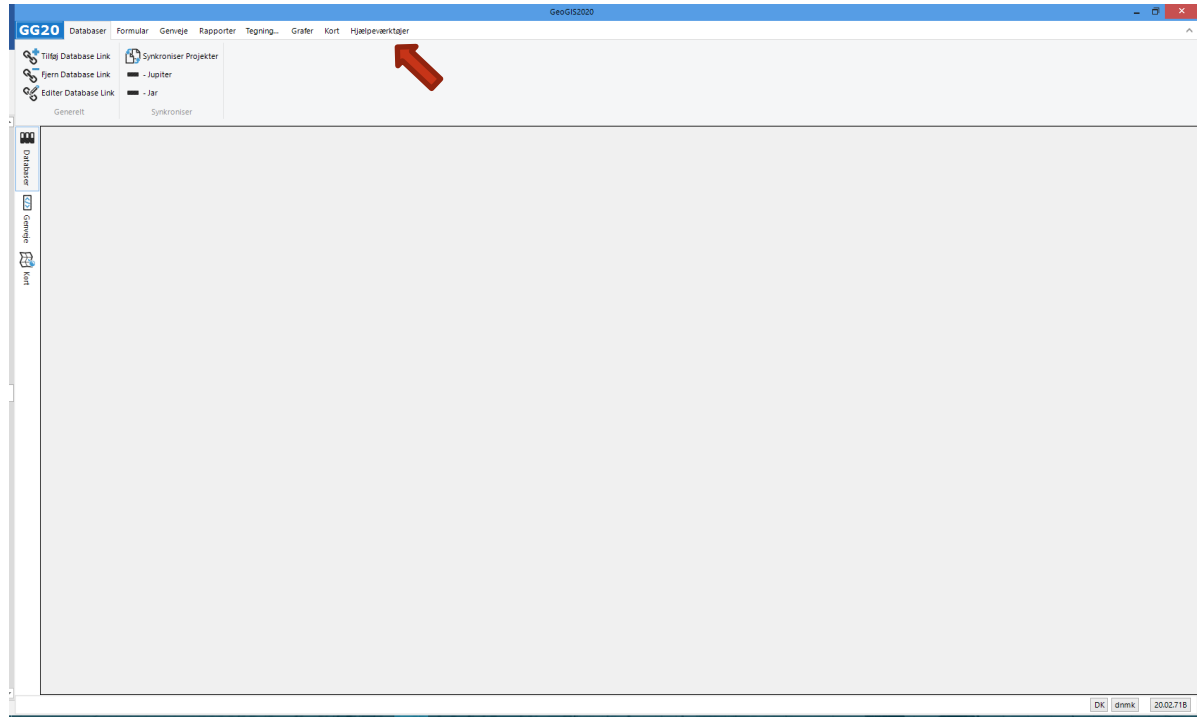 GeoGIS2020
GG20 Databaser Formular Genveje Rapporter Tegning... Grafer Kort Hjælpeværktøjer
Tilføj Database Link Synkroniser Projekter
Fjern Database Link - Jupiter
Editer Database Link - Jar
Generelt Synkroniser
Databaser
Genveje
Kort
DK dnmk 20.02.71B